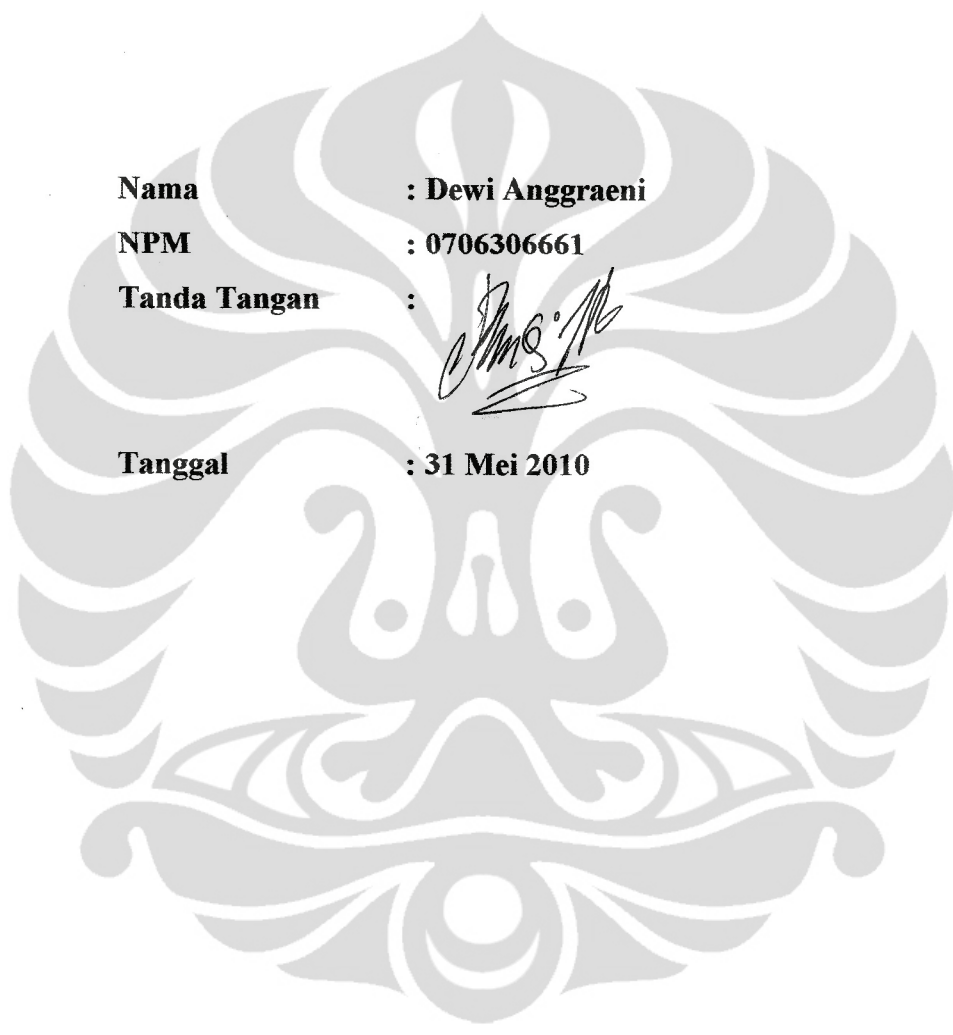 Nama : Dewi Anggraeni
NPM : 0706306661
Tanda Tangan :
Tanggal : 31 Mei 2010